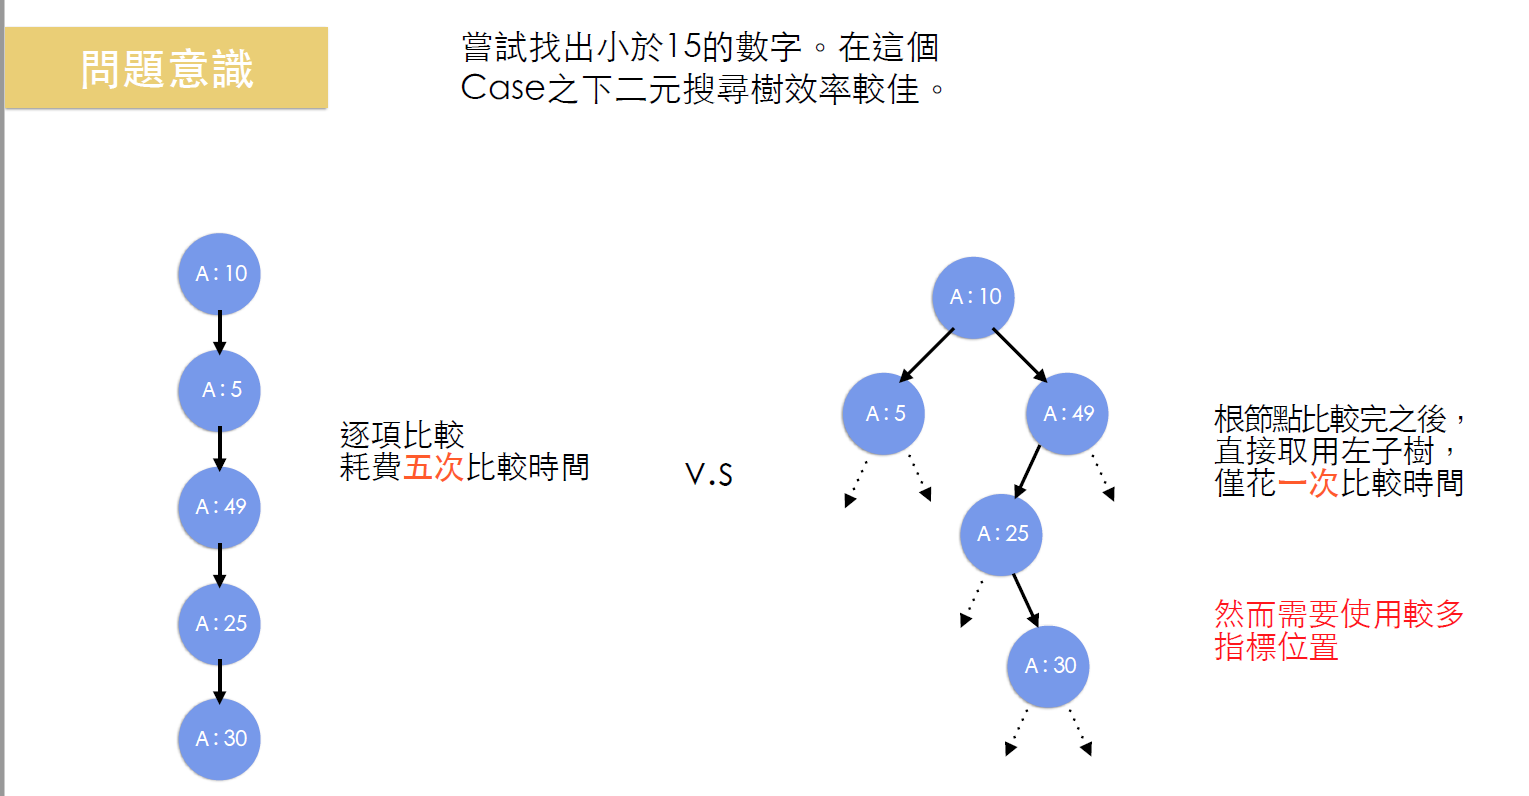 問題意識
嘗試找出小於15的數字。在這個
Case之下二元搜尋樹效率較佳。
A : 10
A : 5
A : 49
A : 25
A : 30
逐項比較
耗費五次比較時間
v.s
A : 10
A : 5
A : 49
A : 25
A : 30
根節點比較完之後，
直接取用左子樹，
僅花一次比較時間
然而需要使用較多
指標位置